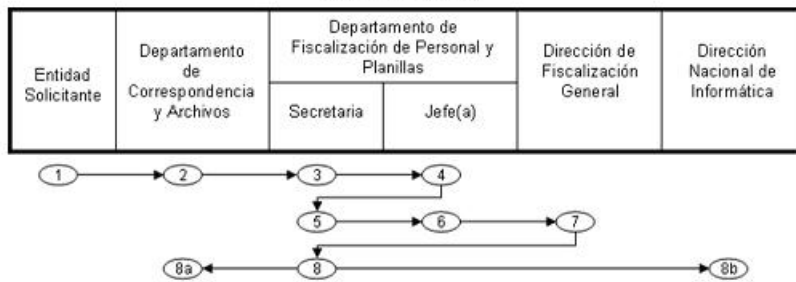 Entidad
Solicitante
Departamento
de
Correspondencia
y Archivos
Departamento de
Fiscalización de Personal y
Planillas
Secretaria
Jefe(a)
Dirección de
Fiscalización
General
Dirección
Nacional de
Informática
1 2 3 4
5 6 7
8a 8 8b